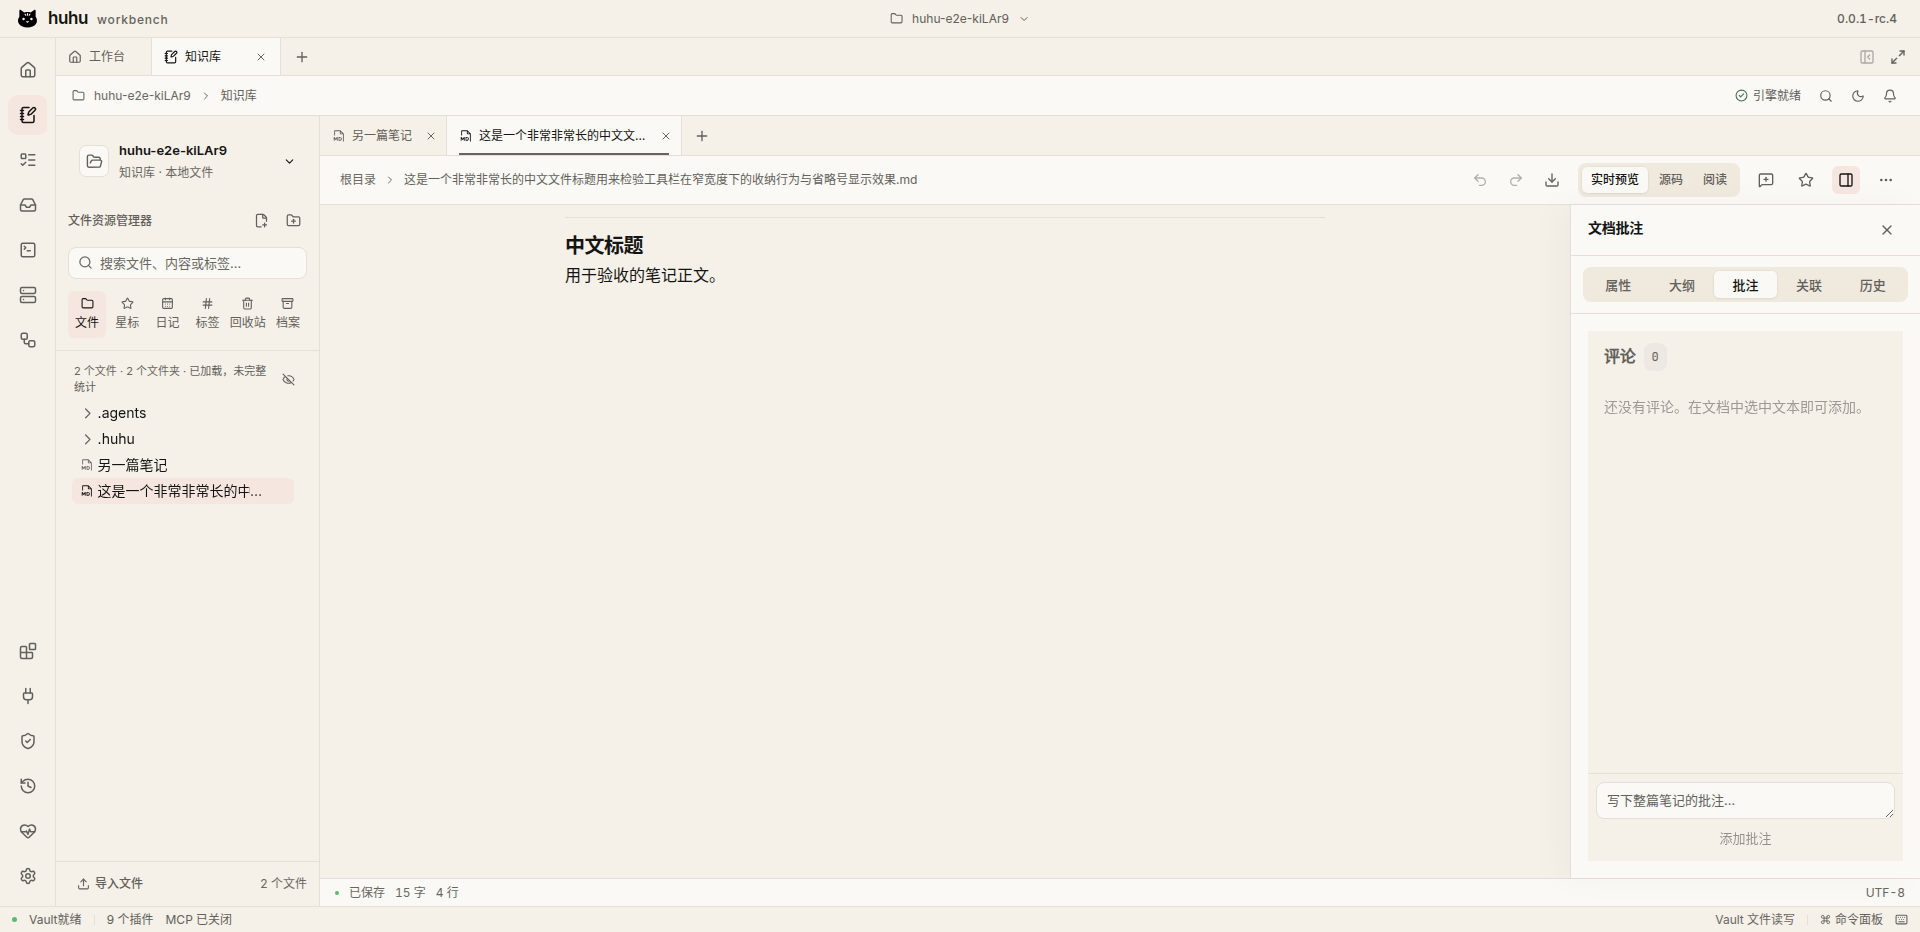 huhu workbench
huhu-e2e-kiLAr9
0.0.1-rc.4
工作台
知识库
huhu-e2e-kiLAr9 > 知识库
引擎就绪
huhu-e2e-kiLAr9
知识库 · 本地文件
文件资源管理器
搜索文件、内容或标签...
文件 星标 日记 标签 回收站 档案
2 个文件 · 2 个文件夹 · 已加载，未完整
统计
.agents
.huhu
另一篇笔记
这是一个非常非常长的中...
导入文件
2 个文件
另一篇笔记
这是一个非常非常长的中文文...
根目录 > 这是一个非常非常长的中文文件标题用来检验工具栏在窄宽度下的收纳行为与省略号显示效果.md
实时预览 源码 阅读
中文标题
用于验收的笔记正文。
文档批注
属性 大纲 批注 关联 历史
评论 0
还没有评论。在文档中选中文本即可添加。
写下整篇笔记的批注...
添加批注
已保存 15 字 4 行
UTF-8
Vault就绪
9 个插件
MCP 已关闭
Vault 文件读写
⌘ 命令面板